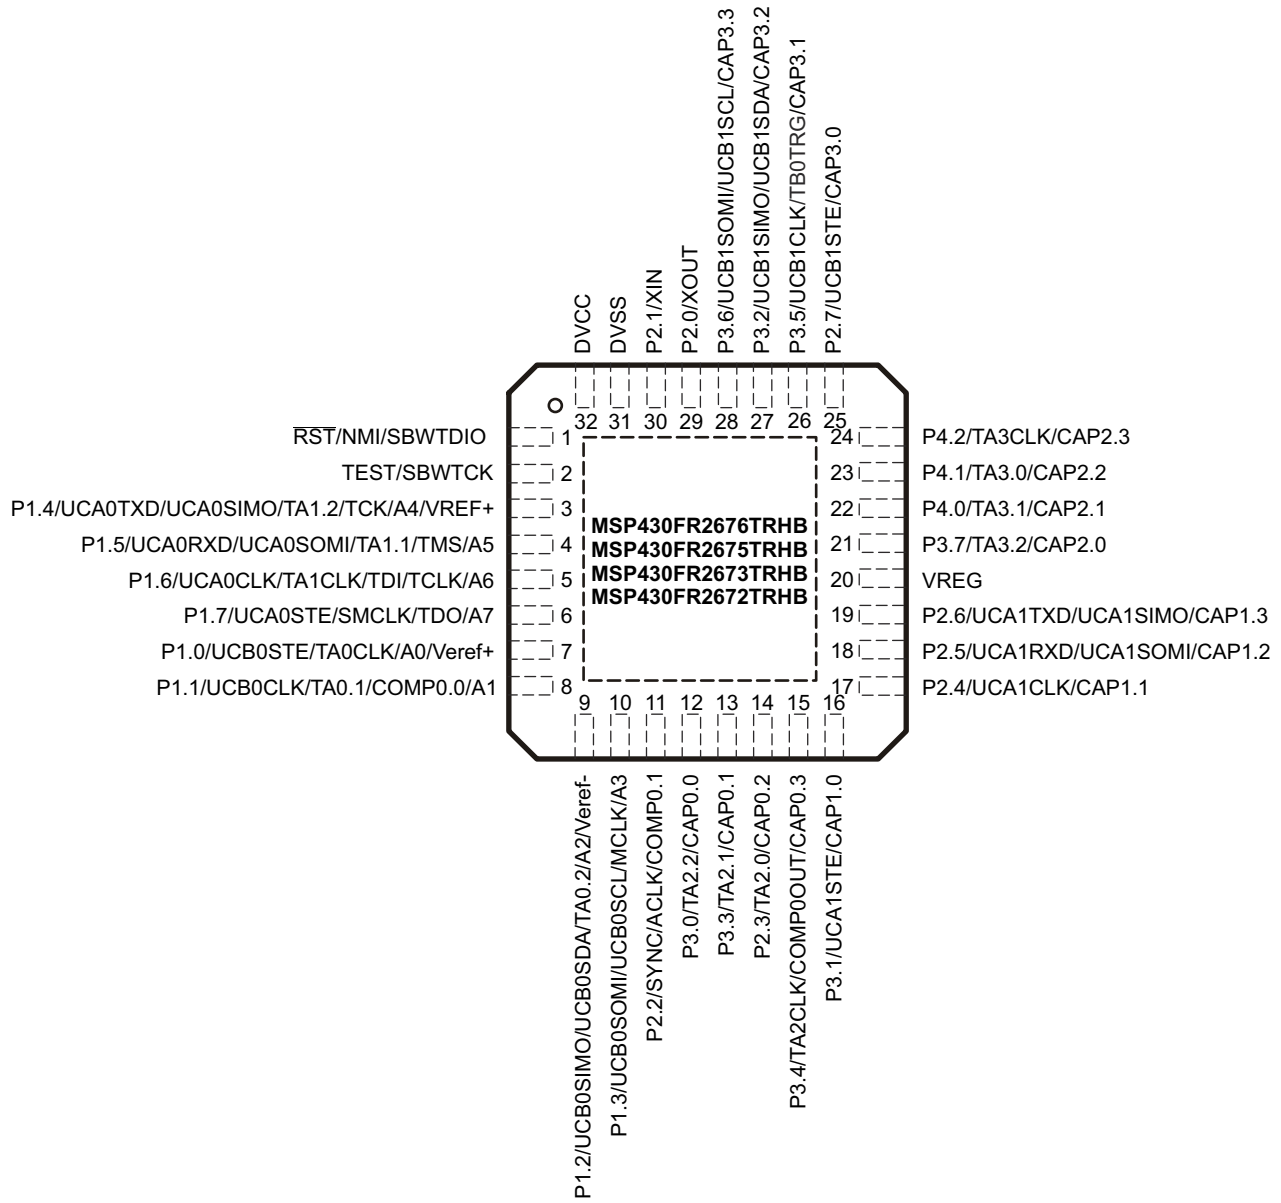 P3.6/UCB1SOMI/UCB1SCL/CAP3.3
P3.2/UCB1SIMO/UCB1SDA/CAP3.2
P3.5/UCB1CLK/TB0TRG/CAP3.1
P2.7/UCB1STE/CAP3.0
DVCC
DVSS
P2.1/XIN
P2.0/XOUT
32 31 30 29 28 27 26 25
RST/NMI/SBWTDIO 1
TEST/SBWTCK 2
P1.4/UCA0TXD/UCA0SIMO/TA1.2/TCK/A4/VREF+ 3
P1.5/UCA0RXD/UCA0SOMI/TA1.1/TMS/A5 4
P1.6/UCA0CLK/TA1CLK/TDI/TCLK/A6 5
P1.7/UCA0STE/SMCLK/TDO/A7 6
P1.0/UCB0STE/TA0CLK/A0/Veref+ 7
P1.1/UCB0CLK/TA0.1/COMP0.0/A1 8
MSP430FR2676TRHB
MSP430FR2675TRHB
MSP430FR2673TRHB
MSP430FR2672TRHB
24 P4.2/TA3CLK/CAP2.3
23 P4.1/TA3.0/CAP2.2
22 P4.0/TA3.1/CAP2.1
21 P3.7/TA3.2/CAP2.0
20 VREG
19 P2.6/UCA1TXD/UCA1SIMO/CAP1.3
18 P2.5/UCA1RXD/UCA1SOMI/CAP1.2
17 P2.4/UCA1CLK/CAP1.1
9 10 11 12 13 14 15 16
P1.2/UCB0SIMO/UCB0SDA/TA0.2/A2/Veref-
P1.3/UCB0SOMI/UCB0SCL/MCLK/A3
P2.2/SYNC/ACLK/COMP0.1
P3.0/TA2.2/CAP0.0
P3.3/TA2.1/CAP0.1
P2.3/TA2.0/CAP0.2
P3.4/TA2CLK/COMP0OUT/CAP0.3
P3.1/UCA1STE/CAP1.0